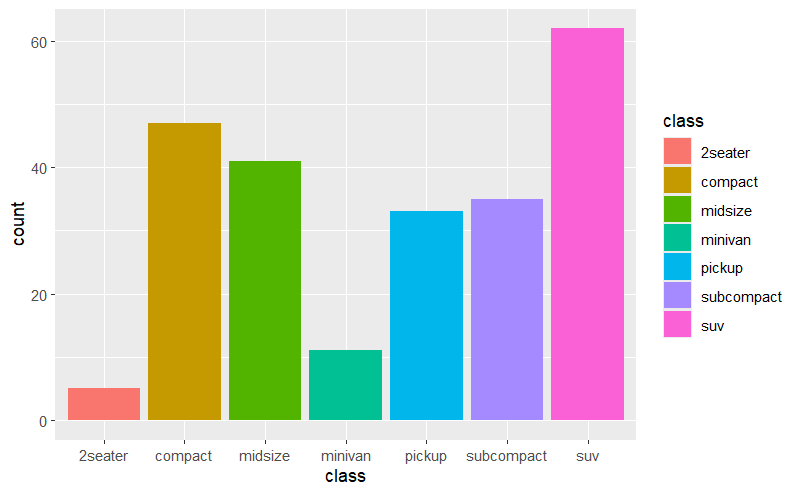 count
60
40
20
0
2seater
compact
midsize
minivan
pickup
subcompact
suv
class
class
2seater
compact
midsize
minivan
pickup
subcompact
suv